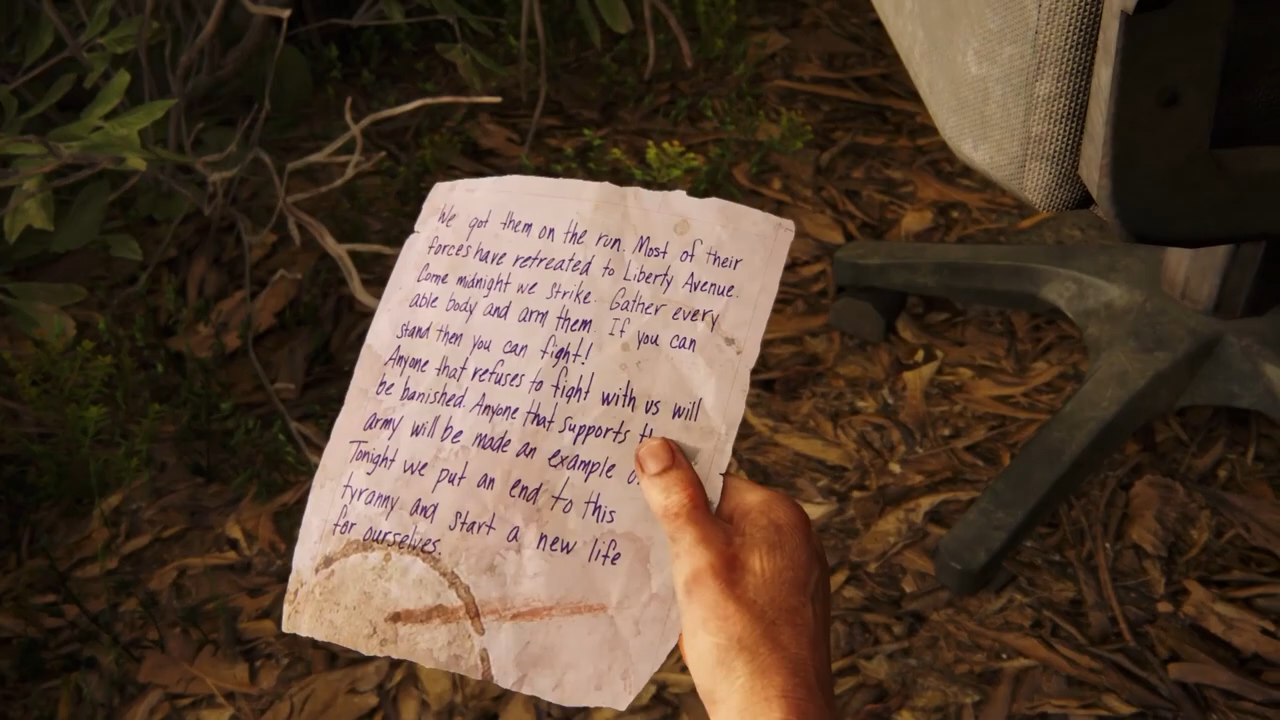 We got them on the run. Most of their
forces have retreated to Liberty Avenue.
Come midnight we strike. Gather every
able body and arm them. If you can
stand then you can fight!
Anyone that refuses to fight with us will
be banished. Anyone that supports
army will be made an example
Tonight we put an end to this
tyranny and start a new life
for ourselves.